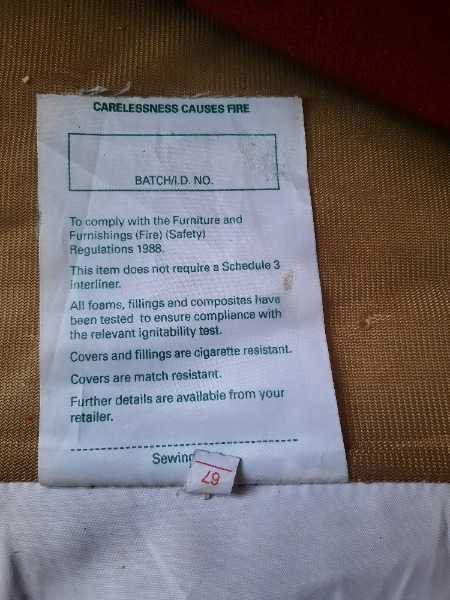 CARELESSNESS CAUSES FIRE
BATCH/I.D. NO.
To comply with the Furniture and
Furnishings (Fire) (Safety)
Regulations 1988.
This item does not require a Schedule 3
interliner.
All foams, fillings and composites have
been tested to ensure compliance with
the relevant ignitability test.
Covers and fillings are cigarette resistant.
Covers are match resistant.
Further details are available from your
retailer.
Sewing
67